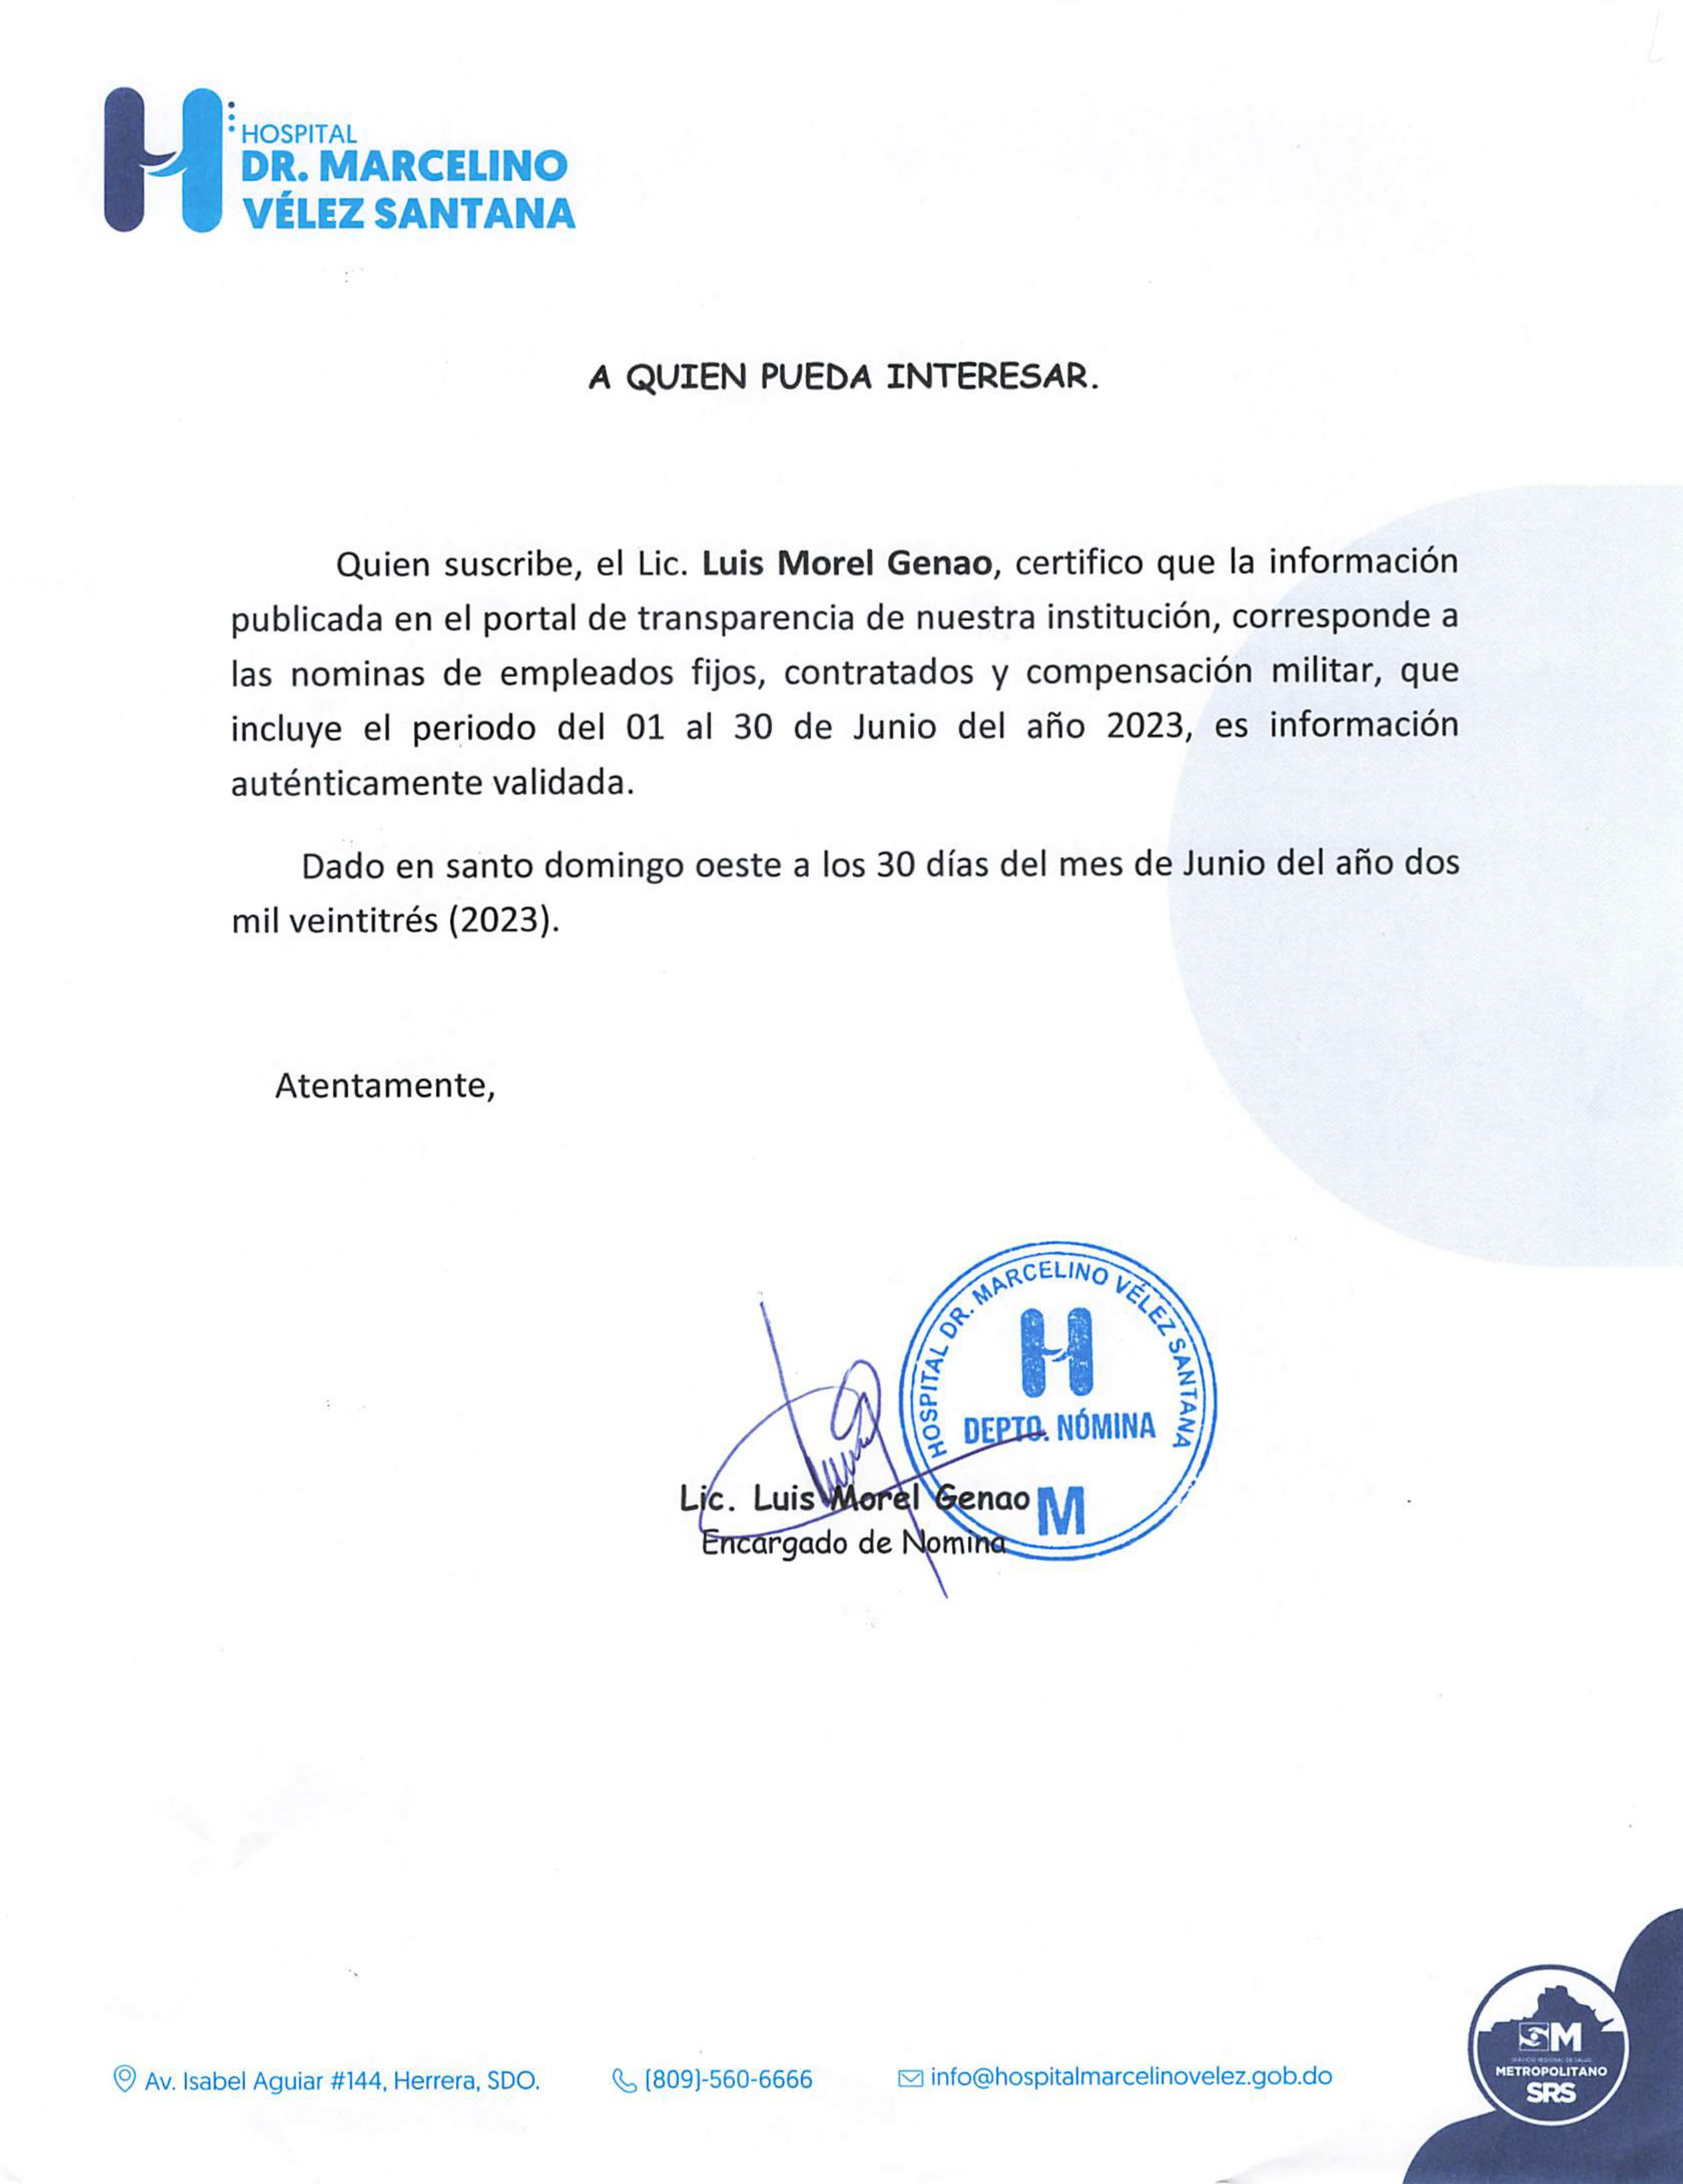 HOSPITAL
DR. MARCELINO
VÉLEZ SANTANA
A QUIEN PUEDA INTERESAR.
Quien suscribe, el Lic. Luis Morel Genao, certifico que la información
publicada en el portal de transparencia de nuestra institución, corresponde a
las nominas de empleados fijos, contratados y compensación militar, que
incluye el periodo del 01 al 30 de Junio del año 2023, es información
auténticamente validada.
Dado en santo domingo oeste a los 30 días del mes de Junio del año dos
mil veintitrés (2023).
Atentamente,
HOSPITAL DR. MARCELINO VÉLEZ SANTANA
DEPTO. NÓMINA
M
Lic. Luis Morel Genao
Encargado de Nomina
Av. Isabel Aguiar #144, Herrera, SDO.
(809)-560-6666
info@hospitalmarcelinovelez.gob.do
SM
METROPOLITANO
SRS